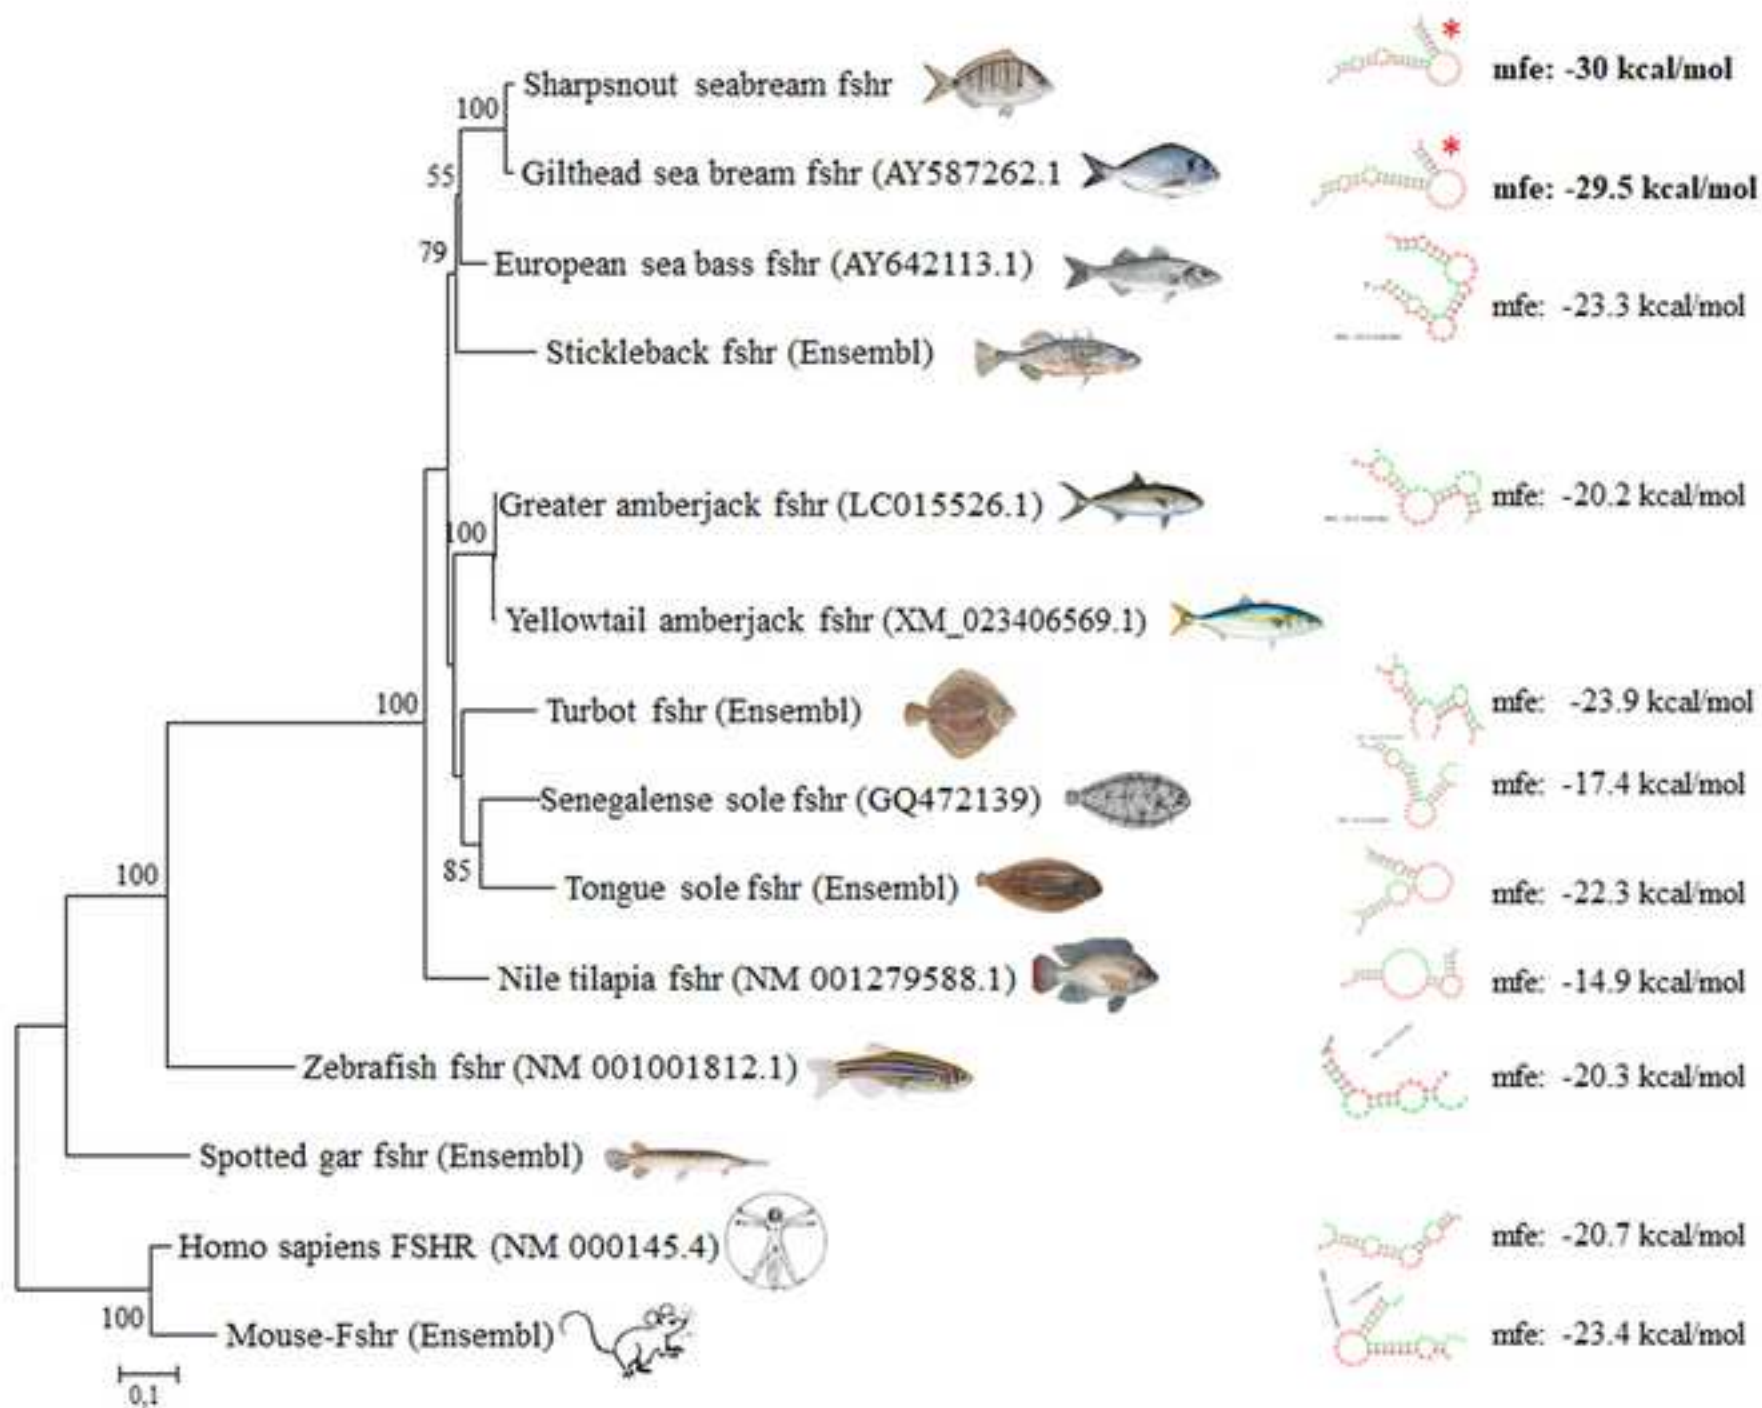 Sharpsnout seabream fshr
* mfe: -30 kcal/mol
100
Gilthead sea bream fshr (AY587262.1
* mfe: -29.5 kcal/mol
55
European sea bass fshr (AY642113.1)
mfe: -23.3 kcal/mol
79
Stickleback fshr (Ensembl)
Greater amberjack fshr (LC015526.1)
mfe: -20.2 kcal/mol
100
Yellowtail amberjack fshr (XM_023406569.1)
100
Turbot fshr (Ensembl)
mfe: -23.9 kcal/mol
Senegalense sole fshr (GQ472139)
mfe: -17.4 kcal/mol
85
Tongue sole fshr (Ensembl)
mfe: -22.3 kcal/mol
100
Nile tilapia fshr (NM 001279588.1)
mfe: -14.9 kcal/mol
Zebrafish fshr (NM 001001812.1)
mfe: -20.3 kcal/mol
Spotted gar fshr (Ensembl)
Homo sapiens FSHR (NM 000145.4)
mfe: -20.7 kcal/mol
100
Mouse-Fshr (Ensembl)
mfe: -23.4 kcal/mol
0,1